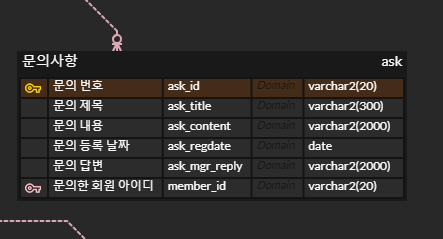 문의사항 ask
문의 번호 ask_id Domain varchar2(20)
문의 제목 ask_title Domain varchar2(300)
문의 내용 ask_content Domain varchar2(2000)
문의 등록 날짜 ask_regdate Domain date
문의 답변 ask_mgr_reply Domain varchar2(2000)
문의한 회원 아이디 member_id Domain varchar2(20)